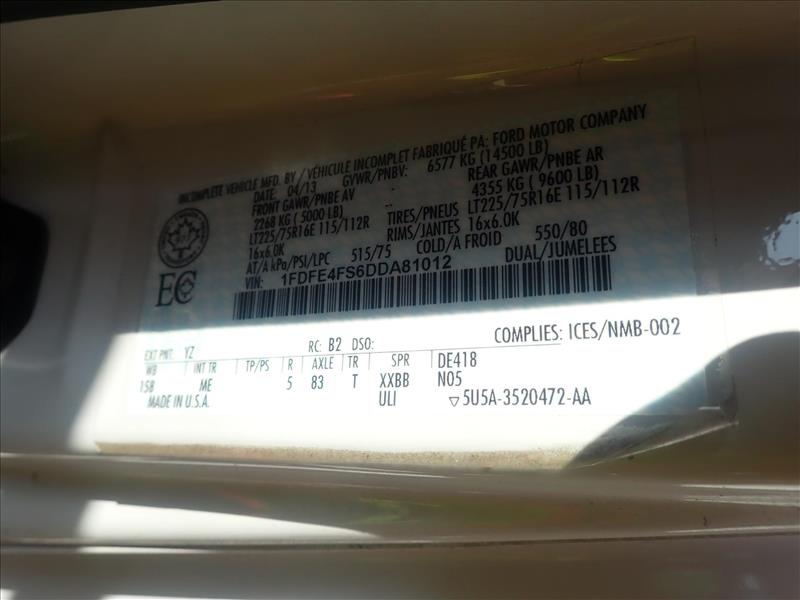 INCOMPLETE VEHICLE MFD. BY / VÉHICULE INCOMPLET FABRIQUÉ PA: FORD MOTOR COMPANY
DATE: 04/13 GVWR/PNBV: 6577 KG (14500 LB)
FRONT GAWR/PNBE AV REAR GAWR/PNBE AR
2268 KG ( 5000 LB) 4355 KG ( 9600 LB)
LT225/75R16E 115/112R TIRES/PNEUS LT225/75R16E 115/112R
16x6.0K RIMS/JANTES 16x6.0K
AT/A kPa/PSI/LPC 515/75 COLD/A FROID 550/80
VIN: 1FDFE4FS6DDA81012 DUAL/JUMELEES
EC
COMPLIES: ICES/NMB-002
EXT PNT: YZ RC: B2 DSO:
WB INT TR TP/PS R AXLE TR SPR DE418
158 ME 5 83 T XXBB N05
MADE IN U.S.A. ULI ▽5U5A-3520472-AA